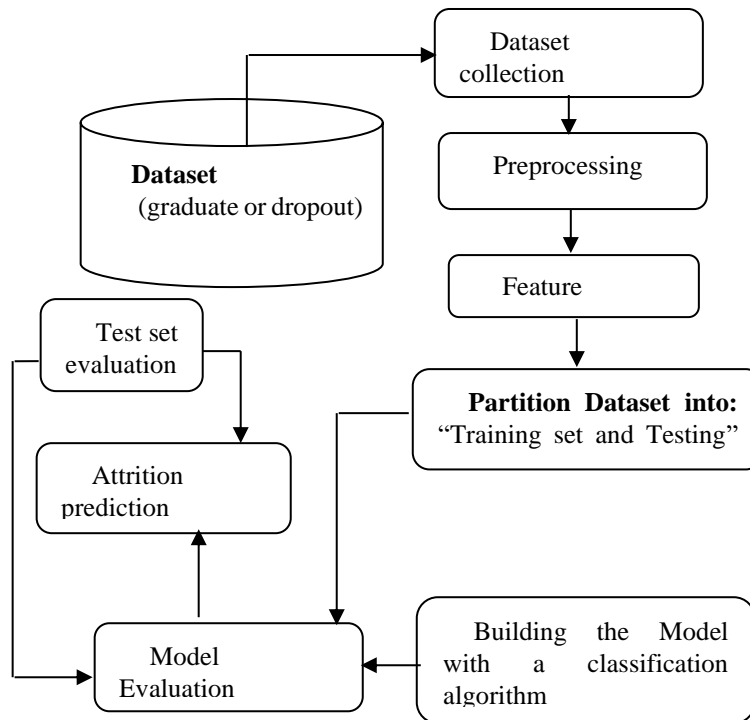 Dataset
collection
Dataset
(graduate or dropout)
Preprocessing
Feature
Test set
evaluation
Partition Dataset into:
“Training set and Testing”
Attrition
prediction
Model
Evaluation
Building the Model
with a classification
algorithm